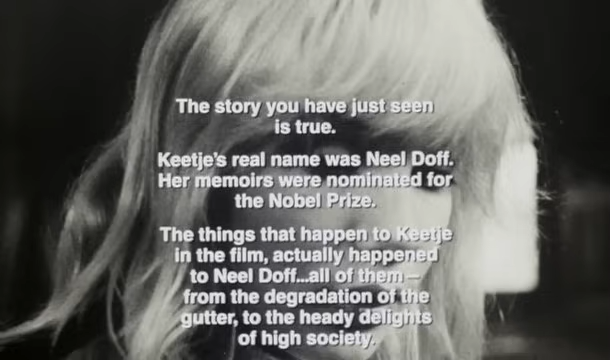 The story you have just seen
is true.
Keetje's real name was Neel Doff.
Her memoirs were nominated for
the Nobel Prize.
The things that happen to Keetje
in the film, actually happened
to Neel Doff...all of them—
from the degradation of the
gutter, to the heady delights
of high society.